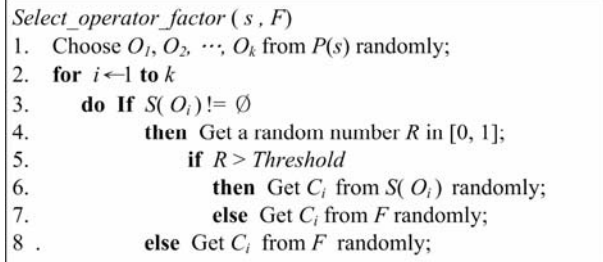 Select_operator_factor ( s , F)
1. Choose O1, O2, ···, Ok from P(s) randomly;
2. for i←1 to k
3. do If S( Oi )!= Ø
4. then Get a random number R in [0, 1];
5. if R > Threshold
6. then Get Ci from S( Oi ) randomly;
7. else Get Ci from F randomly;
8 . else Get Ci from F randomly;